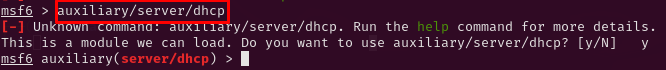 msf6 > auxiliary/server/dhcp
[-] Unknown command: auxiliary/server/dhcp. Run the help command for more details.
This is a module we can load. Do you want to use auxiliary/server/dhcp? [y/N]   y
msf6 auxiliary(server/dhcp) >